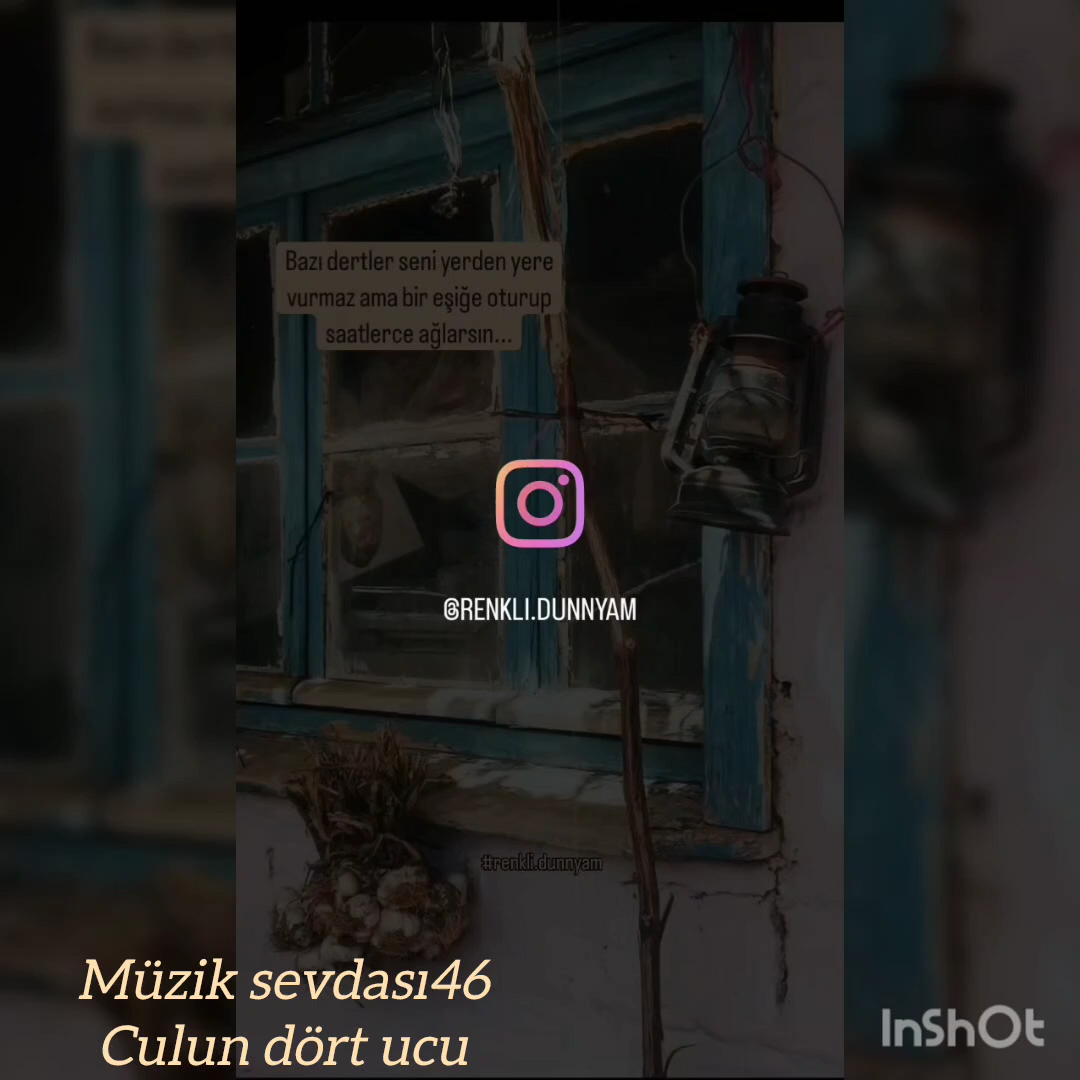 Bazı dertler seni yerden yere
vurmaz ama bir eşiğe oturup
saatlerce ağlarsın...
@RENKLI.DUNNYAM
#renkli.dunnyam
Müzik sevdası46
Culun dört ucu
InShOt